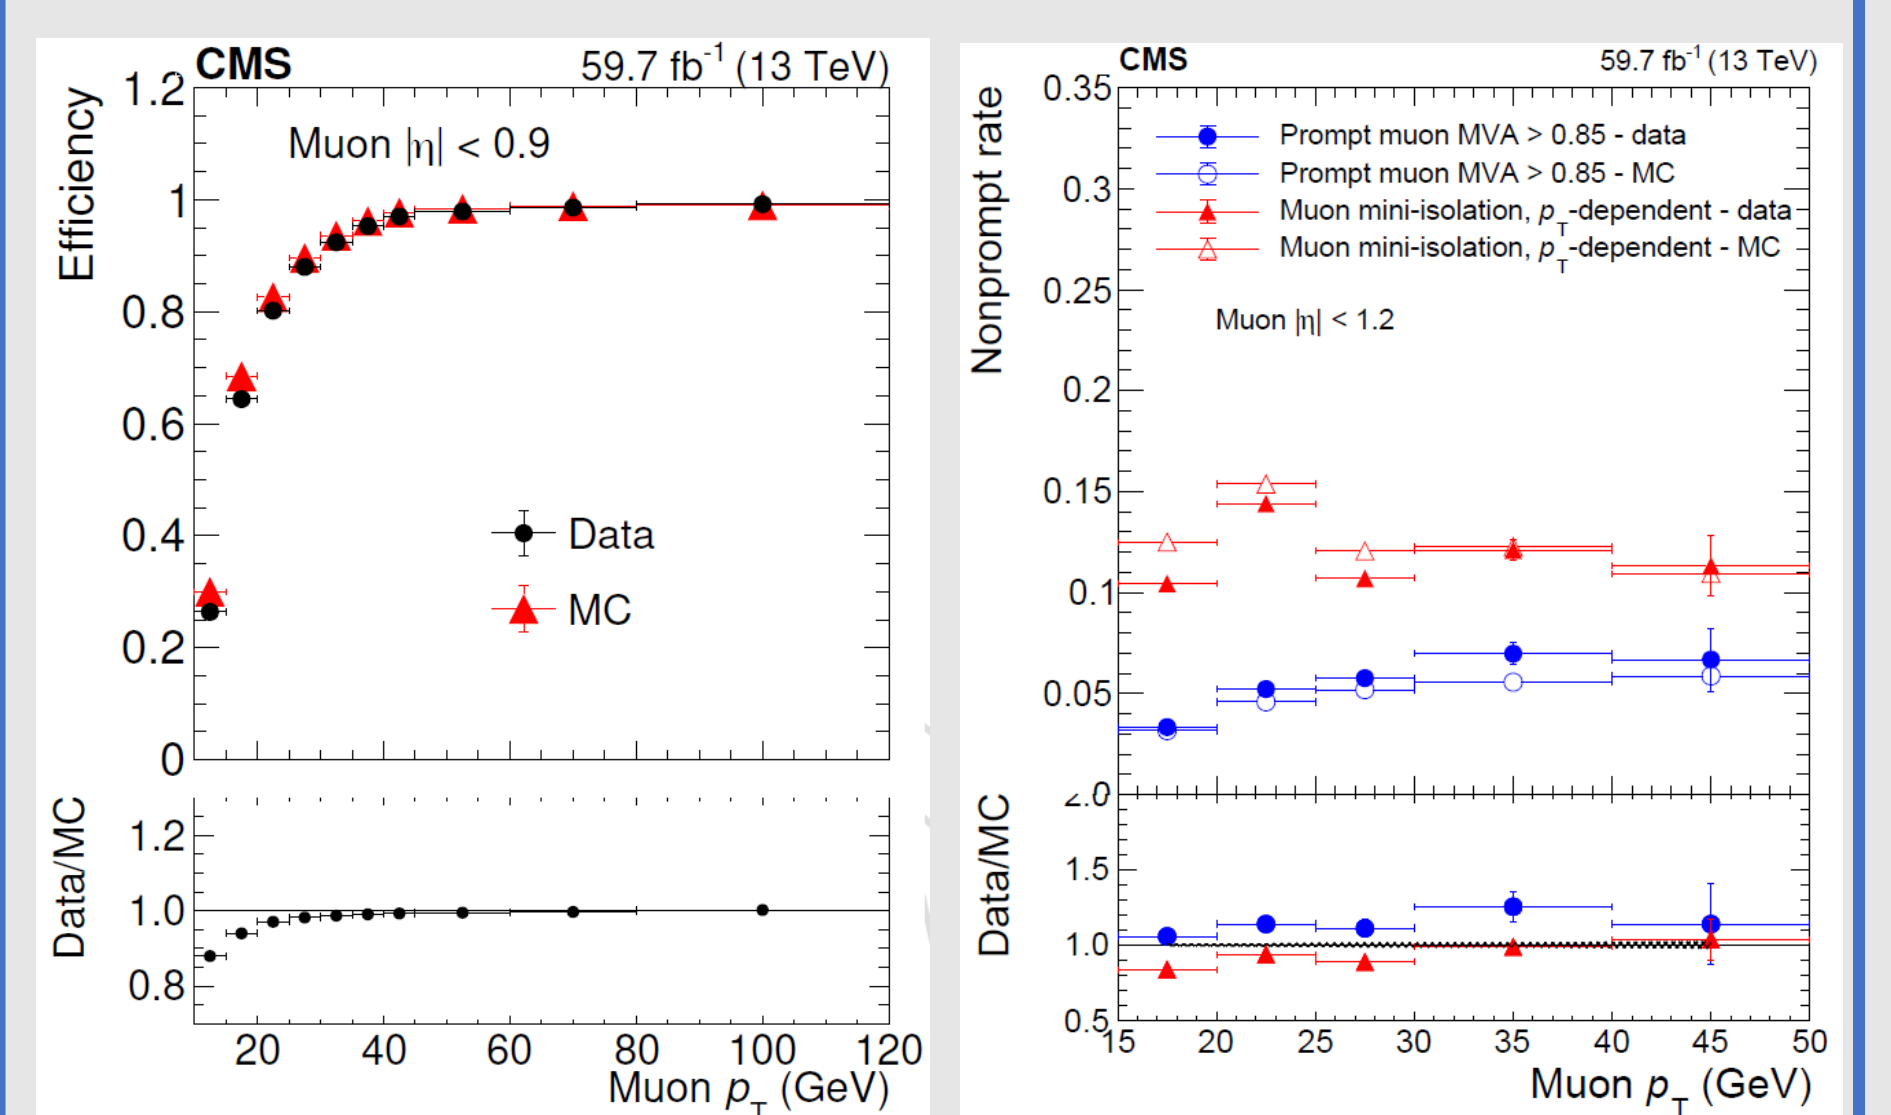 CMS 59.7 fb⁻¹ (13 TeV)
Efficiency
1.2
1
0.8
0.6
0.4
0.2
0
Muon |η| < 0.9
Data
MC
Data/MC
1.2
1.0
0.8
20 40 60 80 100 120
Muon p_T (GeV)
CMS 59.7 fb⁻¹ (13 TeV)
Nonprompt rate
0.35
0.3
0.25
0.2
0.15
0.1
0.05
0
Prompt muon MVA > 0.85 - data
Prompt muon MVA > 0.85 - MC
Muon mini-isolation, p_T-dependent - data
Muon mini-isolation, p_T-dependent - MC
Muon |η| < 1.2
Data/MC
2.0
1.5
1.0
0.5
15 20 25 30 35 40 45 50
Muon p_T (GeV)